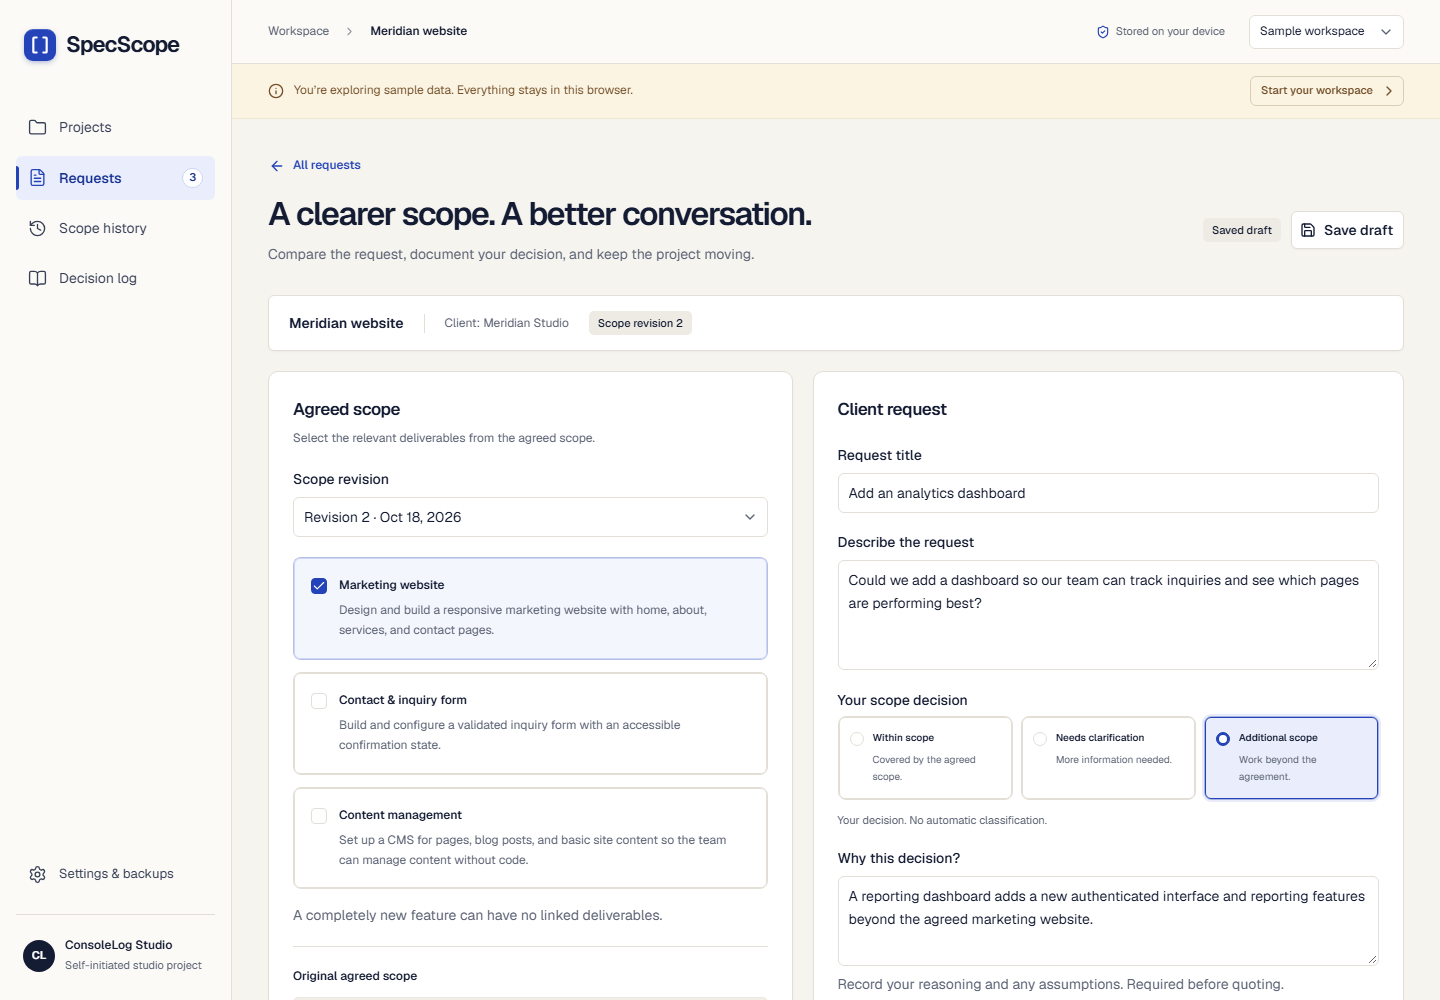 SpecScope
Projects
Requests 3
Scope history
Decision log
Settings & backups
CL
ConsoleLog Studio
Self-initiated studio project
Workspace > Meridian website
Stored on your device
Sample workspace
You're exploring sample data. Everything stays in this browser.
Start your workspace
All requests
A clearer scope. A better conversation.
Compare the request, document your decision, and keep the project moving.
Saved draft
Save draft
Meridian website
Client: Meridian Studio
Scope revision 2
Agreed scope
Select the relevant deliverables from the agreed scope.
Scope revision
Revision 2 · Oct 18, 2026
Marketing website
Design and build a responsive marketing website with home, about,
services, and contact pages.
Contact & inquiry form
Build and configure a validated inquiry form with an accessible
confirmation state.
Content management
Set up a CMS for pages, blog posts, and basic site content so the team
can manage content without code.
A completely new feature can have no linked deliverables.
Original agreed scope
Client request
Request title
Add an analytics dashboard
Describe the request
Could we add a dashboard so our team can track inquiries and see which pages
are performing best?
Your scope decision
Within scope
Covered by the agreed
scope.
Needs clarification
More information needed.
Additional scope
Work beyond the
agreement.
Your decision. No automatic classification.
Why this decision?
A reporting dashboard adds a new authenticated interface and reporting features
beyond the agreed marketing website.
Record your reasoning and any assumptions. Required before quoting.